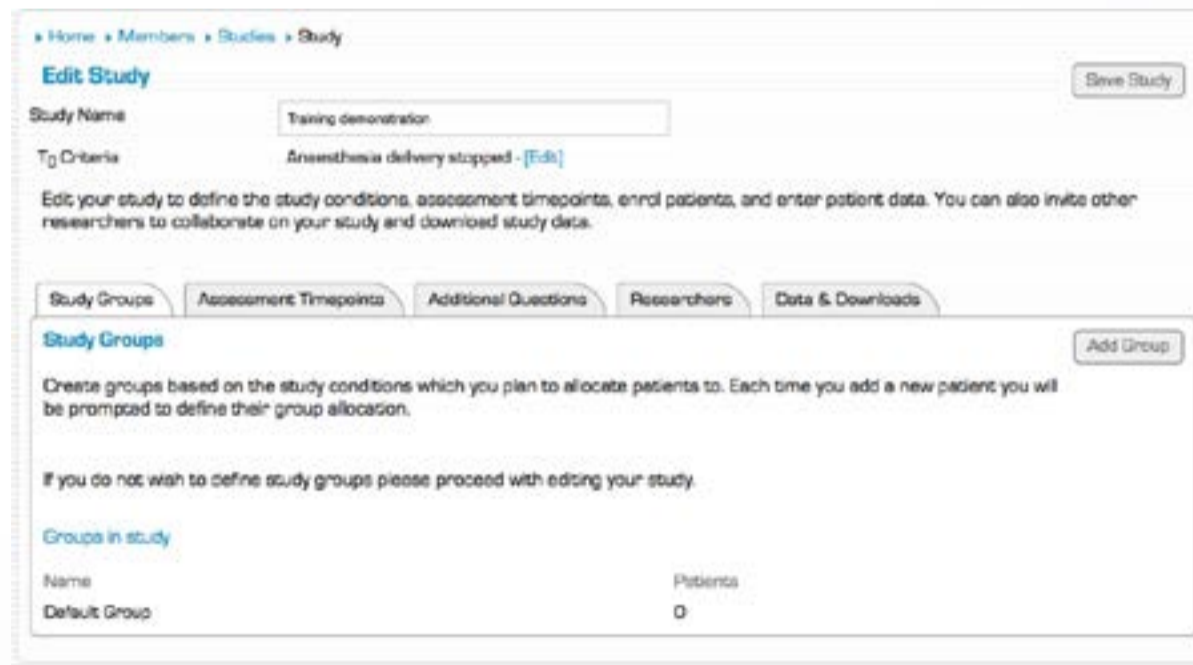 Home Members Studies Study
Edit Study
Save Study
Study Name
Training demonstration
T0 Criteria
Anaesthesia delivery stopped - [Edit]
Edit your study to define the study conditions, assessment timepoints, enrol patients, and enter patient data. You can also invite other
researchers to collaborate on your study and download study data.
Study Groups
Assessment Timepoints
Additional Questions
Researchers
Data & Downloads
Study Groups
Add Group
Create groups based on the study conditions which you plan to allocate patients to. Each time you add a new patient you will
be prompted to define their group allocation.
If you do not wish to define study groups please proceed with editing your study.
Groups in study
Name
Patients
Default Group
0